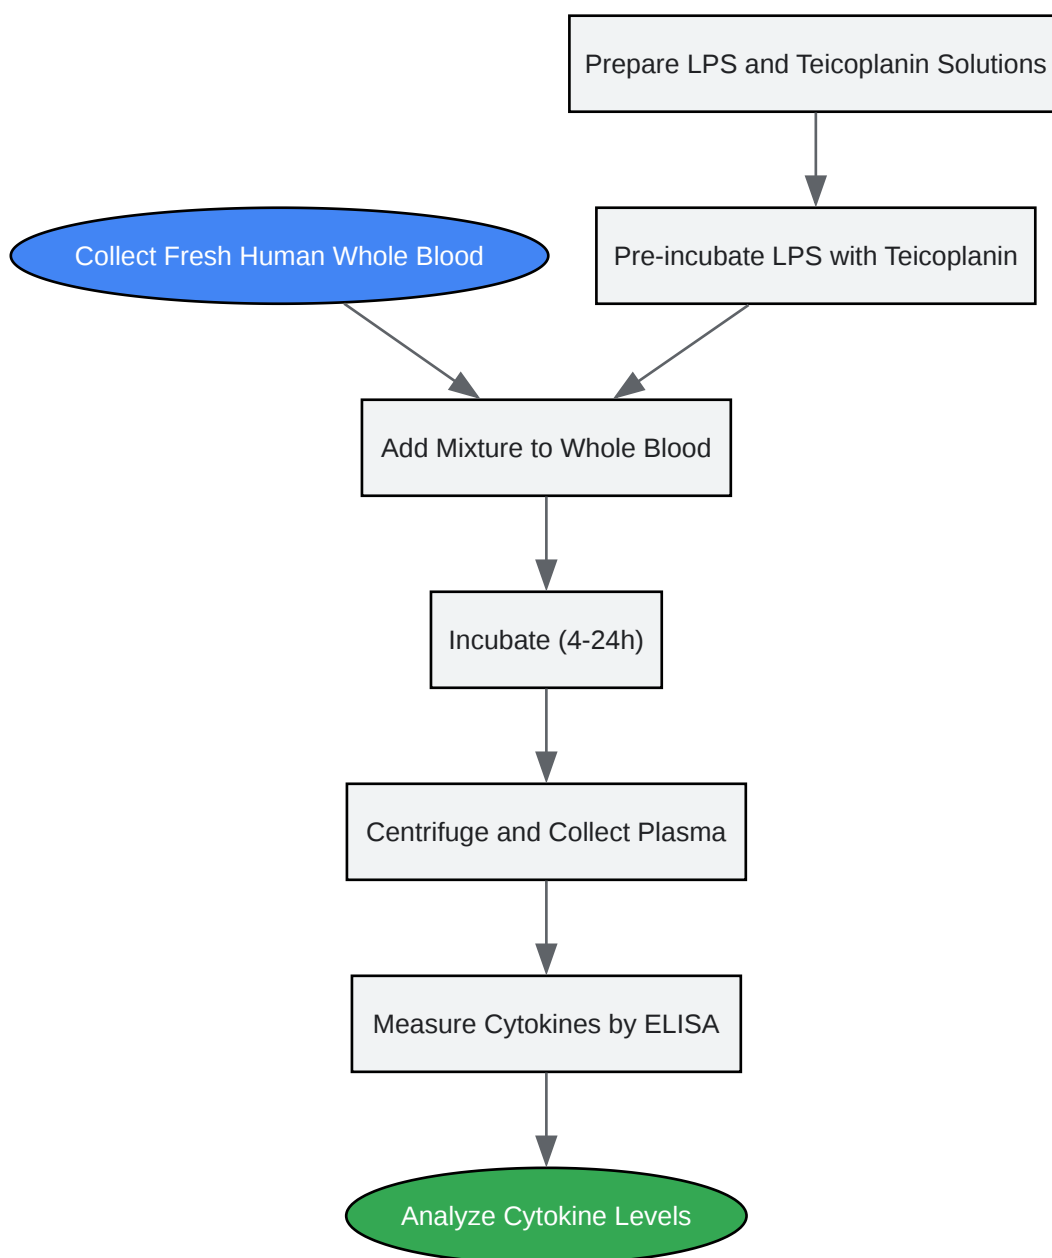 Prepare LPS and Teicoplanin Solutions
Collect Fresh Human Whole Blood
Pre-incubate LPS with Teicoplanin
Add Mixture to Whole Blood
Incubate (4-24h)
Centrifuge and Collect Plasma
Measure Cytokines by ELISA
Analyze Cytokine Levels